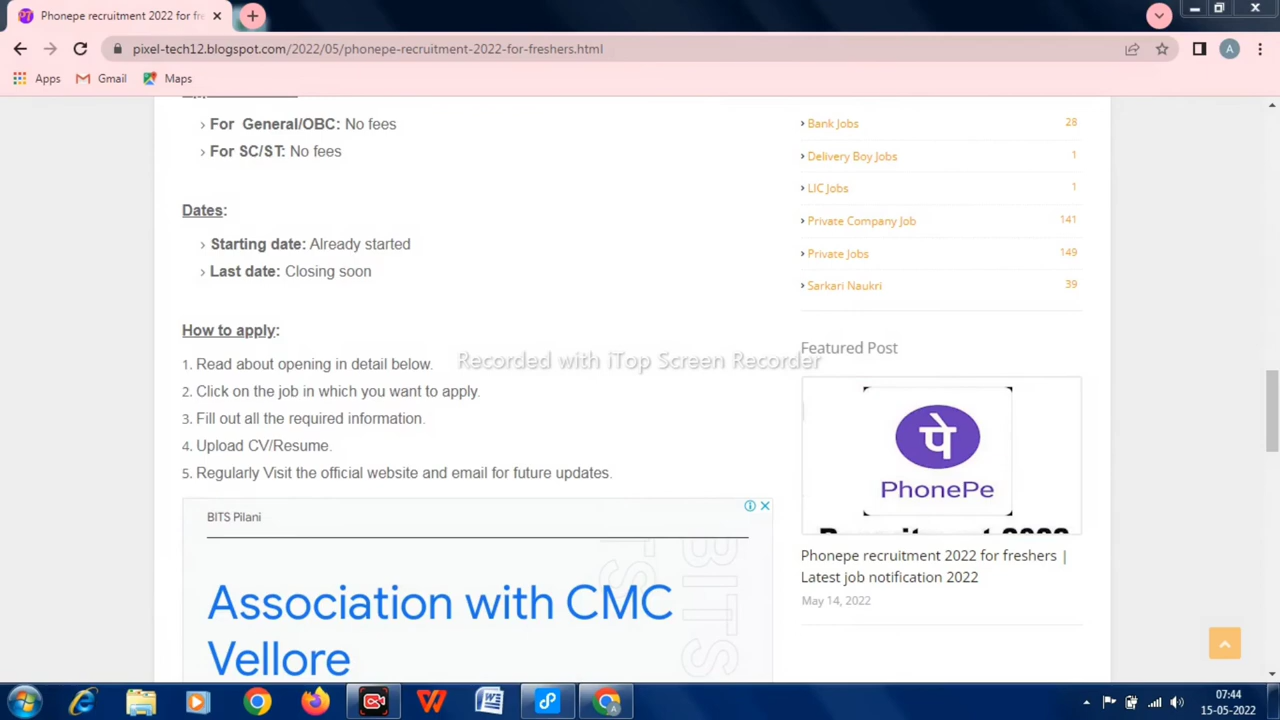 Phonepe recruitment 2022 for fre
pixel-tech12.blogspot.com/2022/05/phonepe-recruitment-2022-for-freshers.html
A
Apps
Gmail
Maps
› For General/OBC: No fees
› For SC/ST: No fees
Dates:
› Starting date: Already started
› Last date: Closing soon
How to apply:
1. Read about opening in detail below.
2. Click on the job in which you want to apply.
3. Fill out all the required information.
4. Upload CV/Resume.
5. Regularly Visit the official website and email for future updates.
BITS Pilani
BITS
Association with CMC
Vellore
Recorded with iTop Screen Recorder
Bank Jobs 28
Delivery Boy Jobs 1
LIC Jobs 1
Private Company Job 141
Private Jobs 149
Sarkari Naukri 39
Featured Post
पे
PhonePe
Recruitment 2022
Phonepe recruitment 2022 for freshers |
Latest job notification 2022
May 14, 2022
07:44
15-05-2022